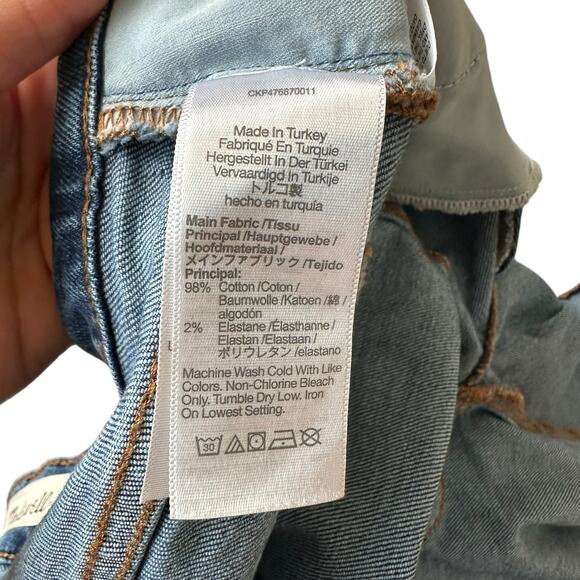 CKP476870011
Made In Turkey
Fabriqué En Turquie
Hergestellt In Der Türkei
Vervaardigd In Turkije
トルコ製
hecho en turquía
Main Fabric /Tissu
Principal /Hauptgewebe /
Hoofdmateriaal /
メインファブリック /Tejido
Principal:
98% Cotton /Coton /
Baumwolle /Katoen /綿 /
algodón
2% Elastane /Élasthanne /
Elastan /Elastaan /
ポリウレタン /elastano
Machine Wash Cold With Like
Colors. Non-Chlorine Bleach
Only. Tumble Dry Low. Iron
On Lowest Setting.
30